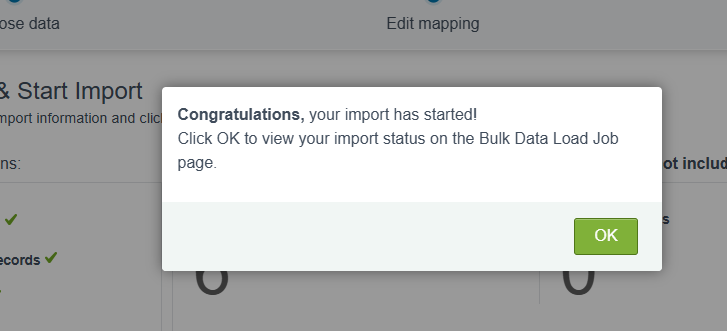 ose data
Edit mapping
& Start Import
mport information and clic
Congratulations, your import has started!
Click OK to view your import status on the Bulk Data Load Job
page.
ns:
ot includ
s
ecords
OK
6
0